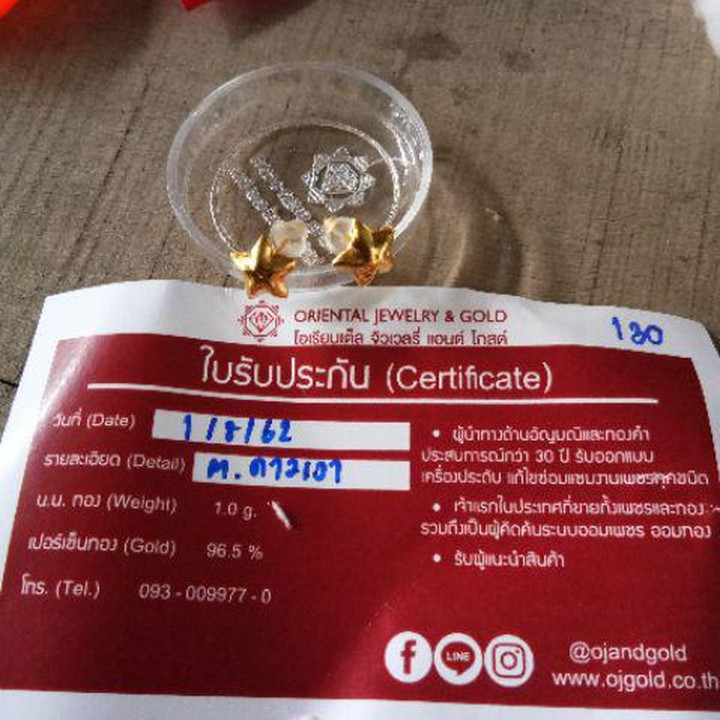 ORIENTAL JEWELRY & GOLD
โอเรียนเต็ล จิวเวลรี่ แอนด์ โกลด์
130
ใบรับประกัน (Certificate)
วันที่ (Date) 1/8/62
รายละเอียด (Detail) ต.ดาวเงา
น.น. ทอง (Weight) 1.0 g.
เปอร์เซ็นทอง (Gold) 96.5 %
โทร. (Tel.) 093-009977-0
• ผู้นำทางด้านอัญมณีและทองคำ
ประสบการณ์กว่า 30 ปี รับออกแบบ
เครื่องประดับ แก้ไขซ่อมแซมงานเพชรทุกชนิด
• เจ้าแรกในประเทศที่ขายทั้งเพชรและทอง
รวมถึงเป็นผู้คิดค้นระบบออมเพชร ออมทอง
• รับผู้แนะนำสินค้า
LINE
@ojandgold
www.ojgold.co.th